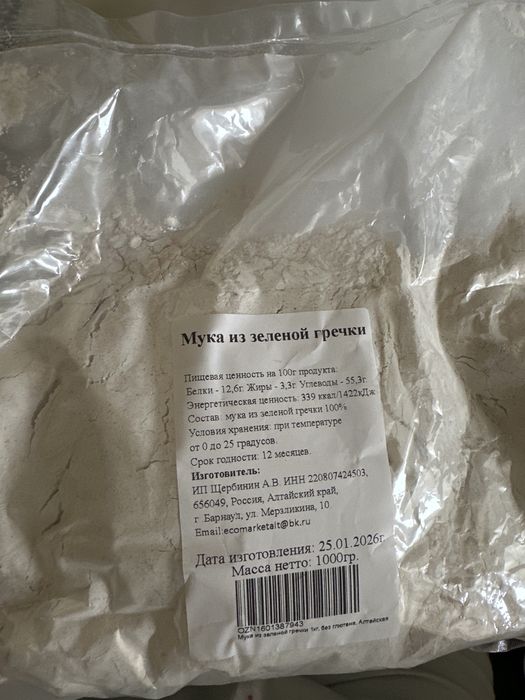 Мука из зеленой гречки
Пищевая ценность на 100г продукта:
Белки - 12,6г. Жиры - 3,3г. Углеводы - 55,3г.
Энергетическая ценность: 339 ккал/1422кДж
Состав: мука из зеленой гречки 100%
Условия хранения: при температуре
от 0 до 25 градусов.
Срок годности: 12 месяцев.
Изготовитель:
ИП Щербинин А.В. ИНН 220807424503,
656049, Россия, Алтайский край,
г. Барнаул, ул. Мерзликина, 10.
Email:ecomarketalt@bk.ru
Дата изготовления: 25.01.2026г.
Масса нетто: 1000гр.
OZN1601387943
Мука из зеленой гречки 1кг, без глютена, Алтайская